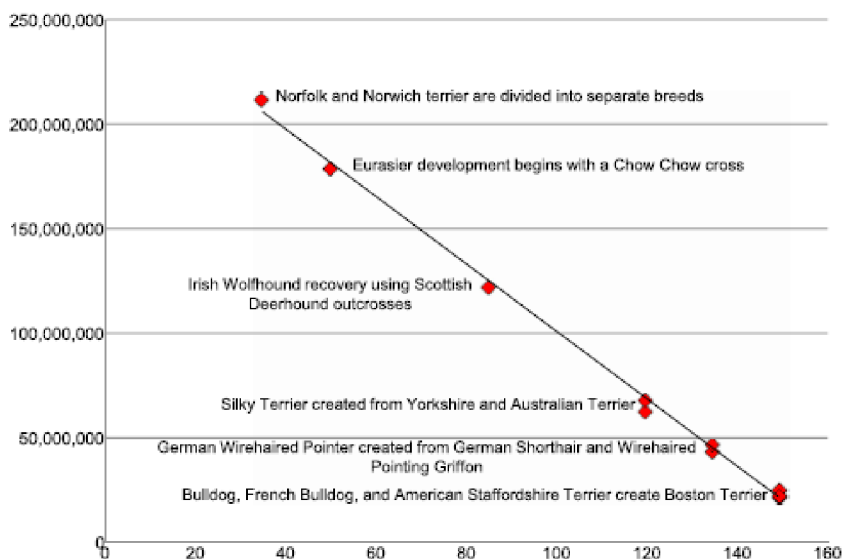 250,000,000
Norfolk and Norwich terrier are divided into separate breeds
200,000,000
Eurasier development begins with a Chow Chow cross
150,000,000
Irish Wolfhound recovery using Scottish
Deerhound outcrosses
100,000,000
Silky Terrier created from Yorkshire and Australian Terrier
50,000,000
German Wirehaired Pointer created from German Shorthair and Wirehaired
Pointing Griffon
Bulldog, French Bulldog, and American Staffordshire Terrier create Boston Terrier
0
0 20 40 60 80 100 120 140 160